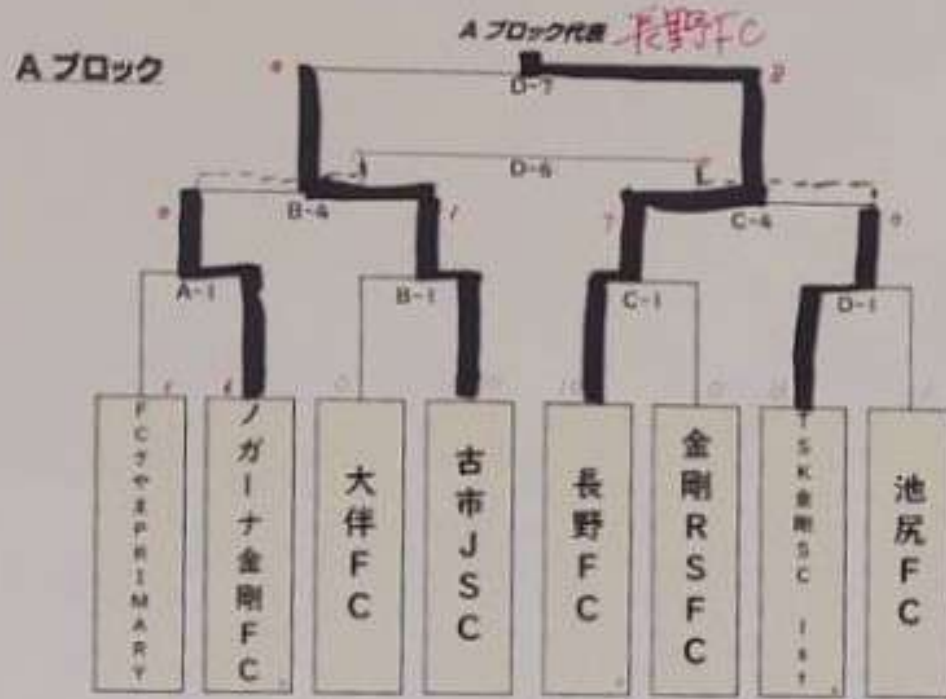 Aブロック代表 長野FC
Aブロック
D-7
D-6
B-4
C-4
A-1
B-1
C-1
D-1
FCさやまPRIMARY
ノガーナ金剛FC
大伴FC
古市JSC
長野FC
金剛RSFC
TSK金剛SC 1st
池尻FC